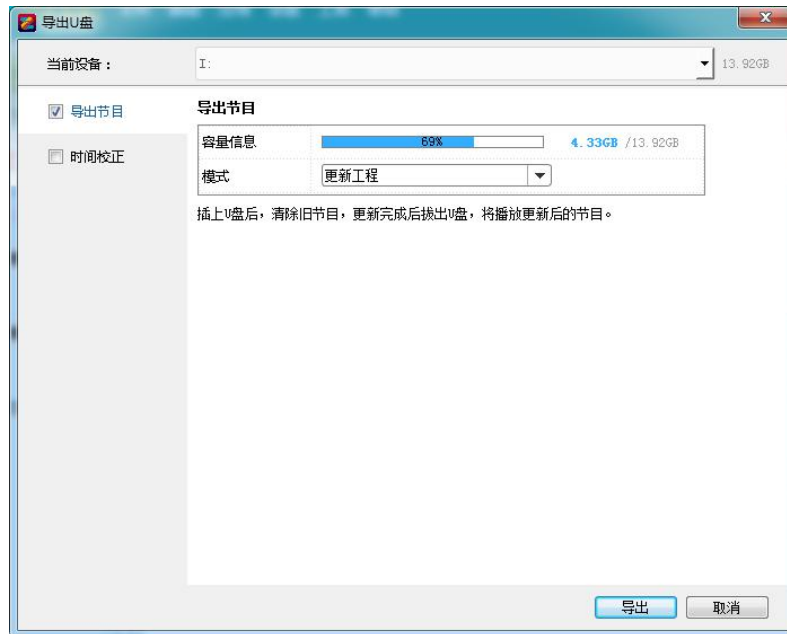 导出U盘
当前设备：
I:
13.92GB
导出节目
时间校正
导出节目
容量信息
69%
4.33GB /13.92GB
模式
更新工程
插上U盘后，清除旧节目，更新完成后拔出U盘，将播放更新后的节目。
导出
取消